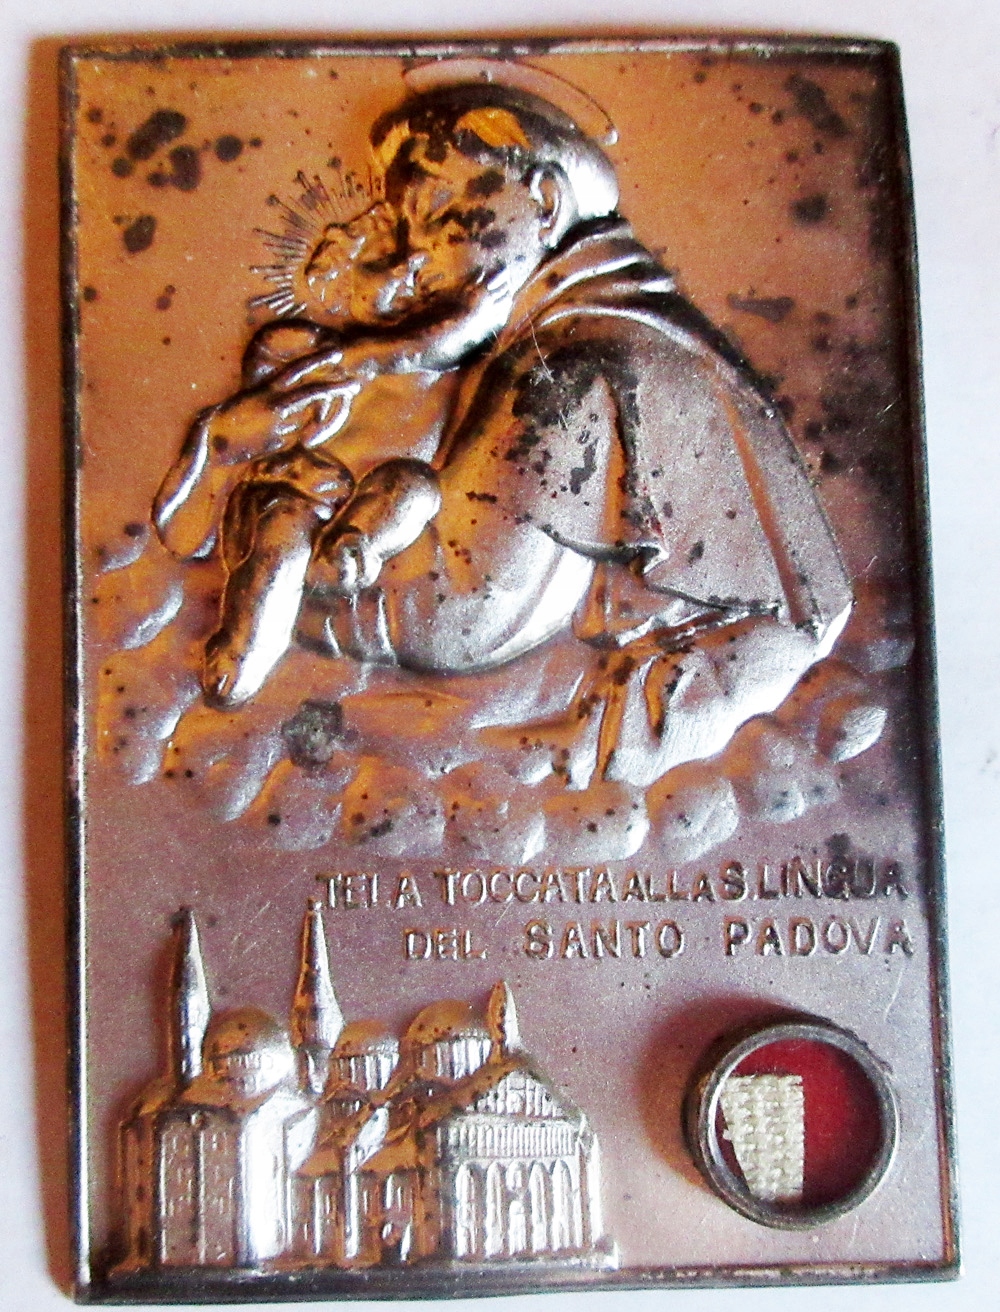 TELA TOCCATA ALLA S. LINGUA
DEL SANTO PADOVA